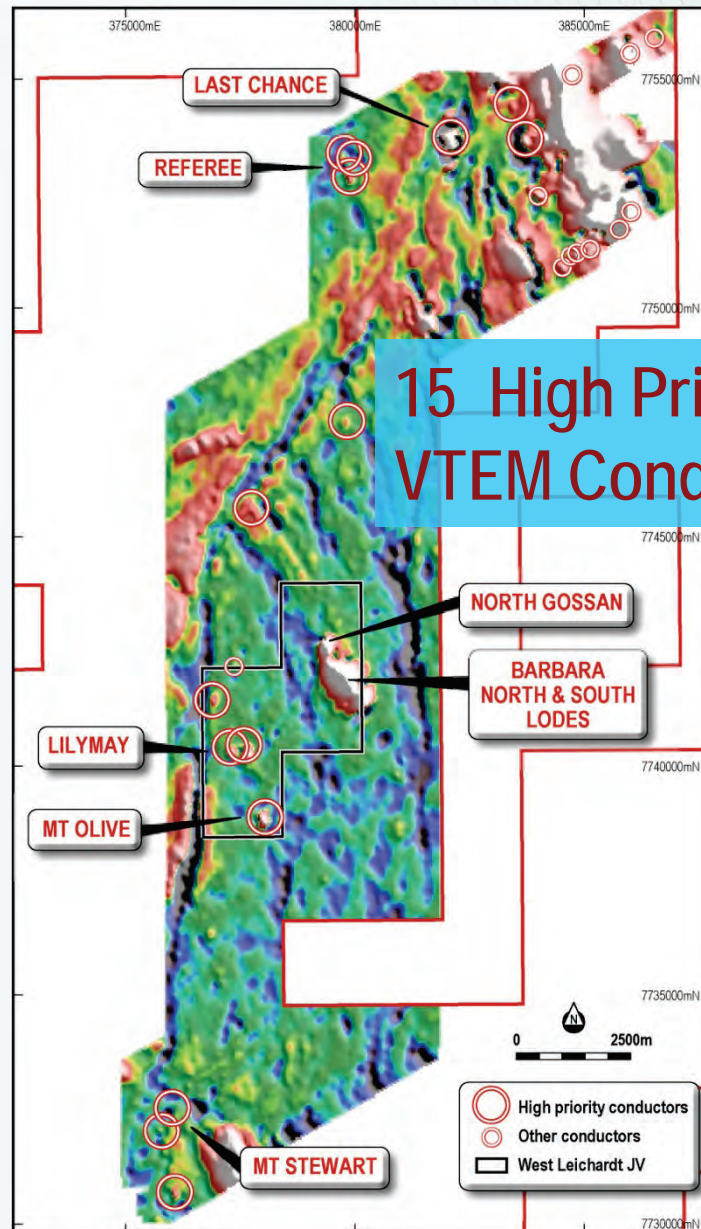 375000mE
380000mE
385000mE
7755000mN
LAST CHANCE
REFEREE
7750000mN
15 High Pri
VTEM Cond
7745000mN
NORTH GOSSAN
BARBARA
NORTH & SOUTH
LODES
LILYMAY
7740000mN
MT OLIVE
7735000mN
N
0 2500m
High priority conductors
Other conductors
West Leichardt JV
MT STEWART
7730000mN